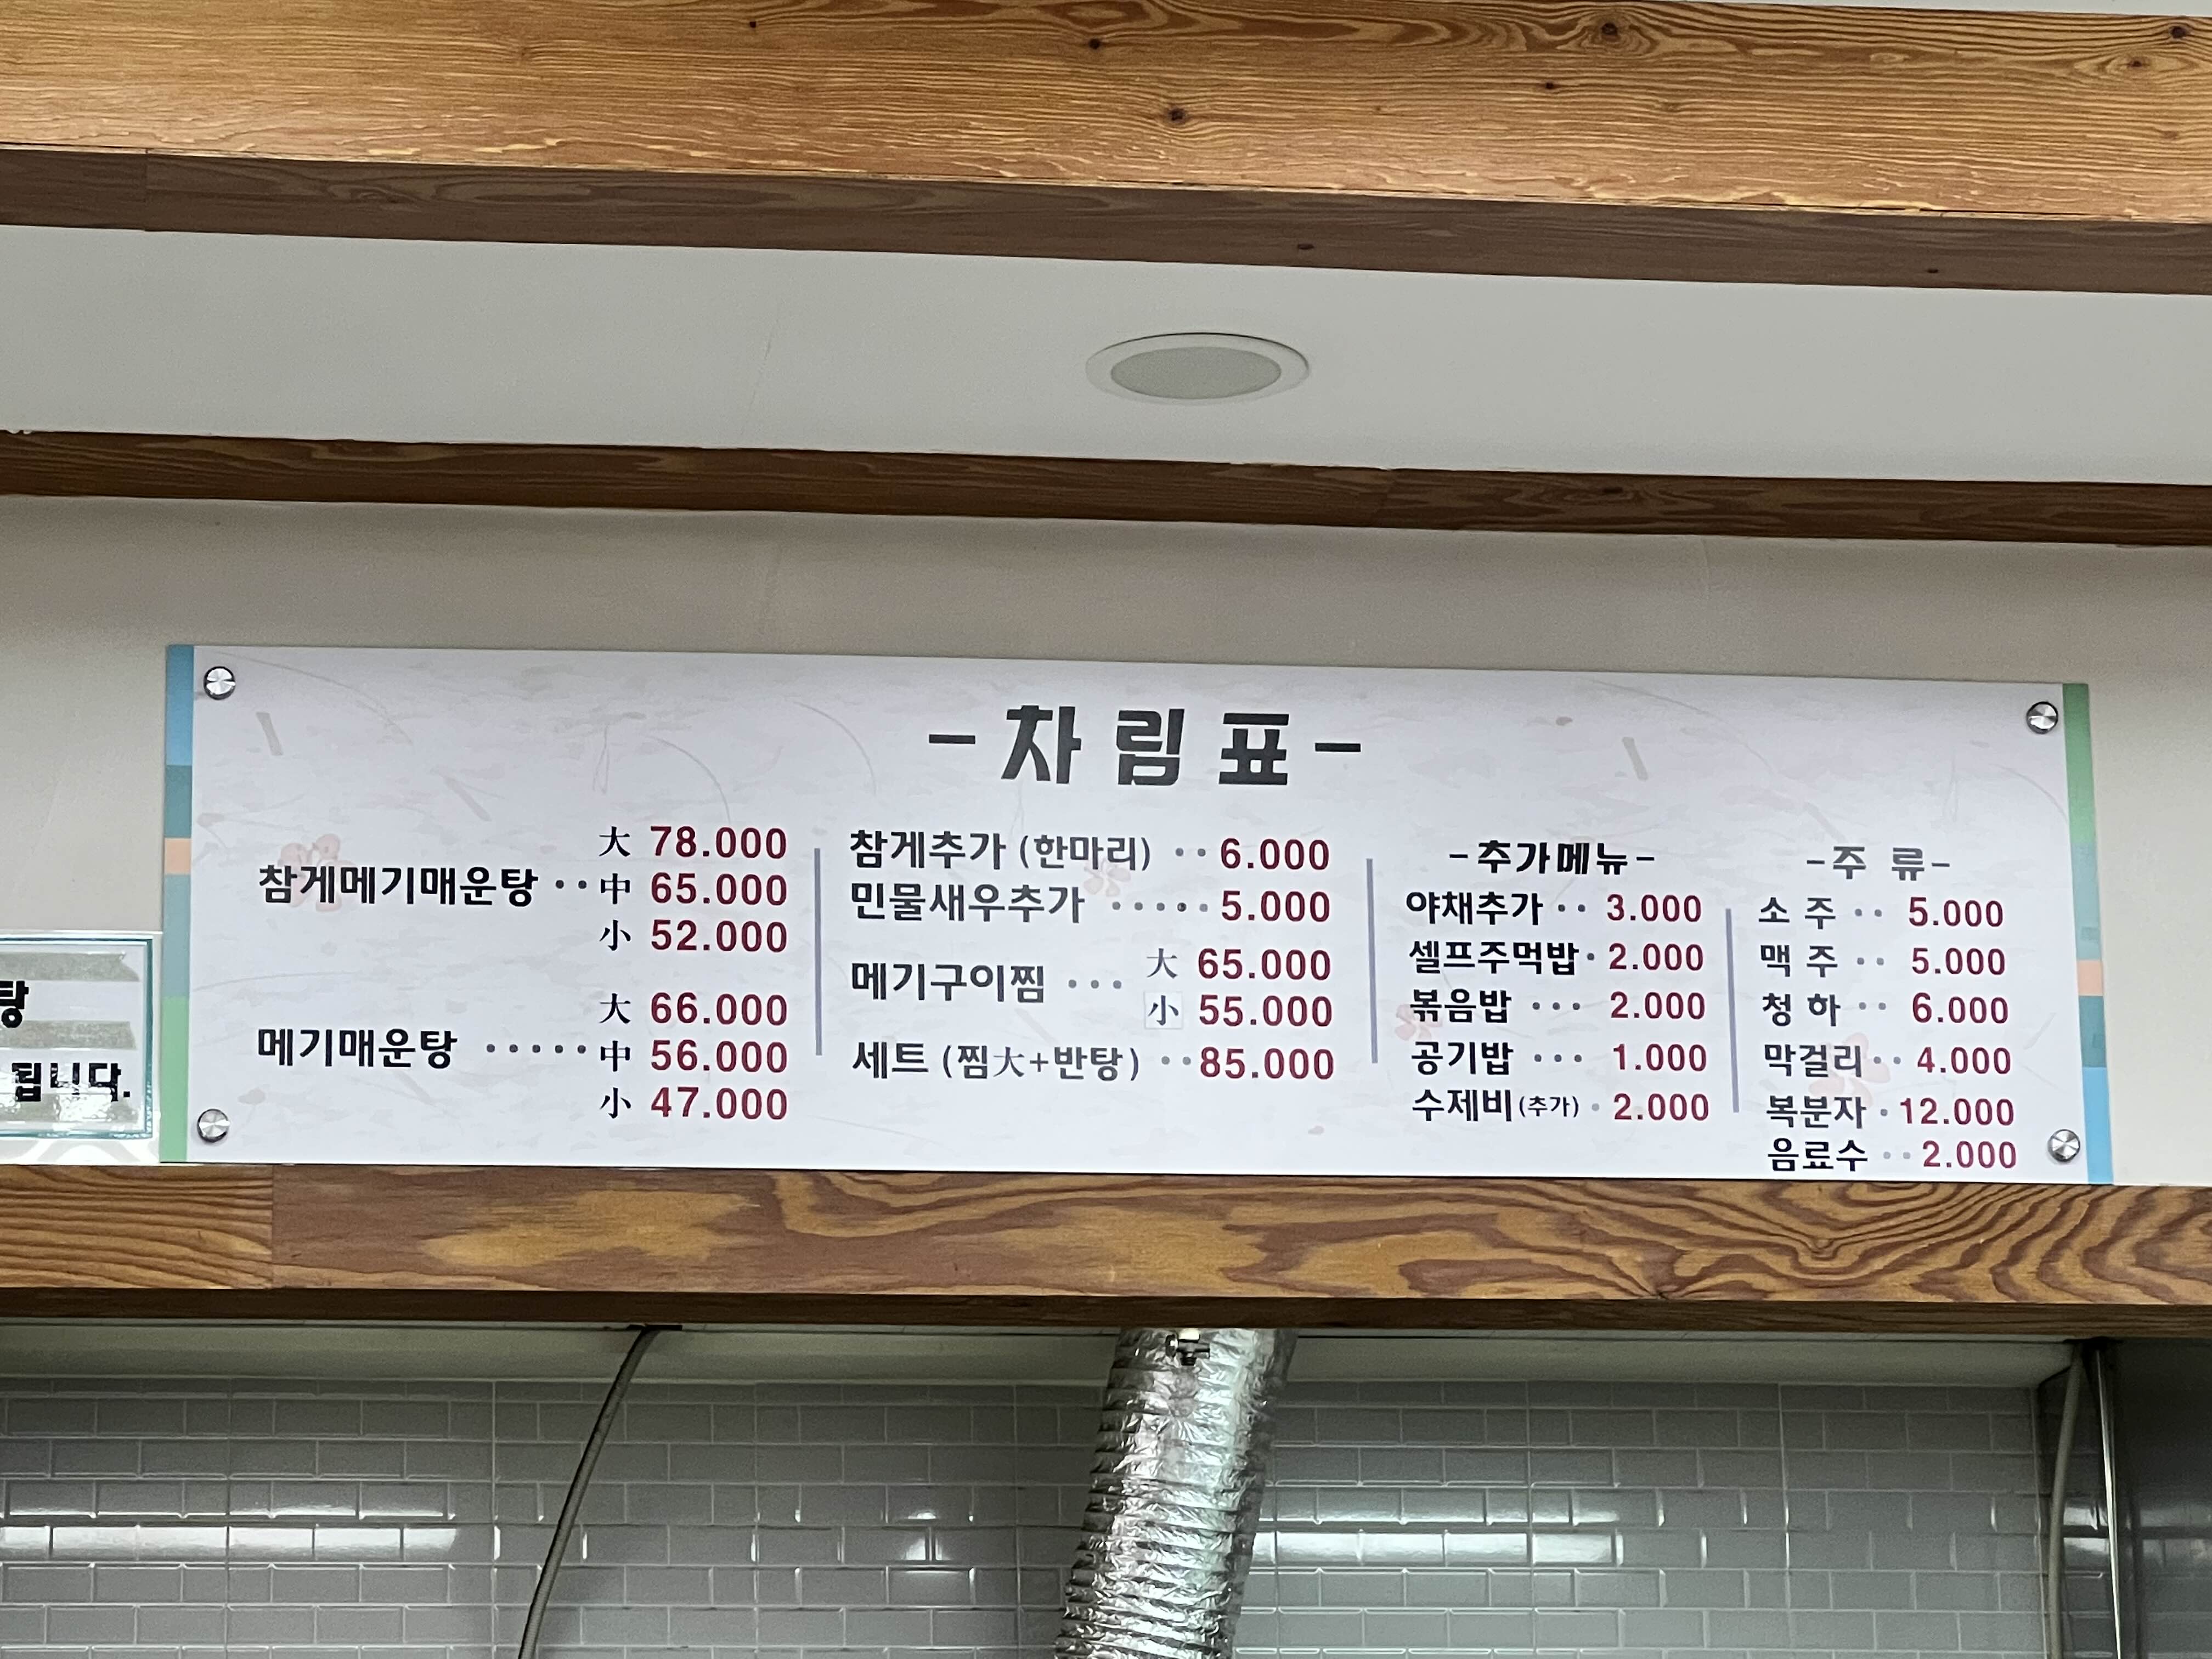 -차림표-
大 78.000
참게메기매운탕 ‥中 65.000
小 52.000
大 66.000
메기매운탕 ·····中 56.000
小 47.000
참게추가 (한마리) ‥6.000
민물새우추가 ·····5.000
大 65.000
메기구이찜 ···
小 55.000
세트 (찜大+반탕) ‥85.000
-추가메뉴-
야채추가 ‥ 3.000
셀프주먹밥· 2.000
볶음밥 ··· 2.000
공기밥 ··· 1.000
수제비(추가) · 2.000
-주 류-
소 주 ‥ 5.000
맥 주 ‥ 5.000
청 하 ‥ 6.000
막걸리‥ 4.000
복분자 · 12.000
음료수 ‥ 2.000
탕
됩니다.